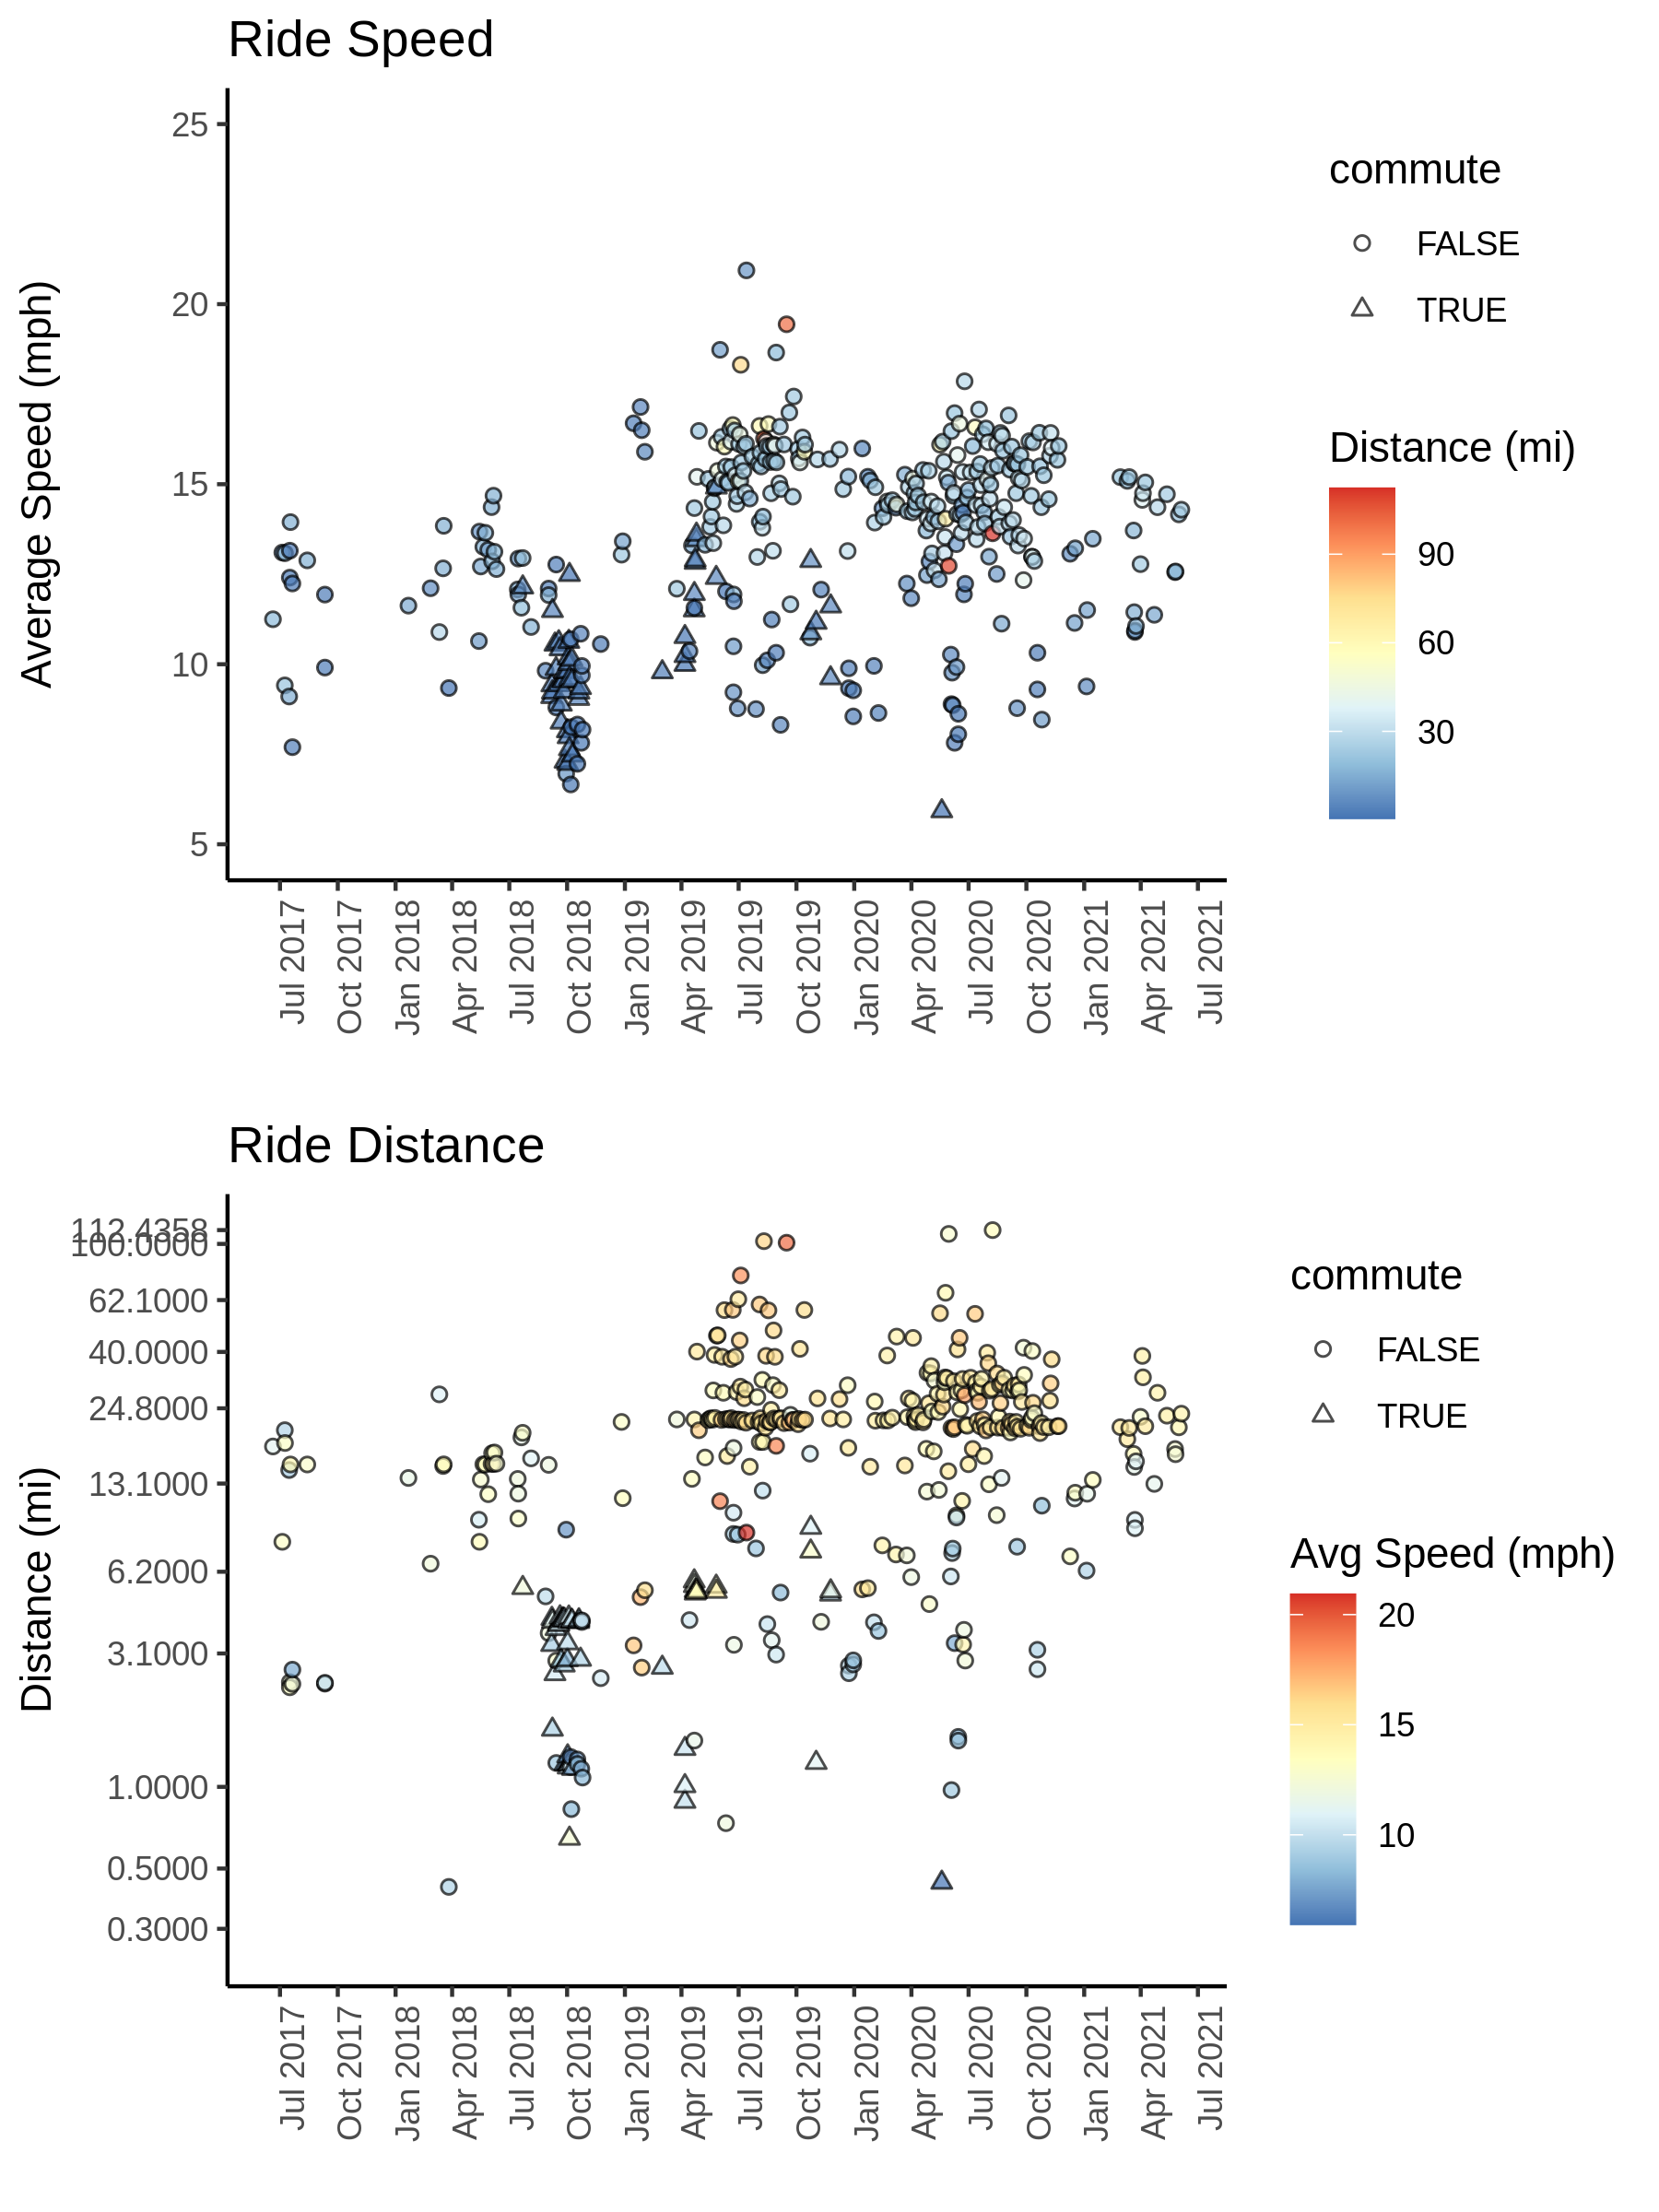 Ride Speed
Average Speed (mph)
25
20
15
10
5
Jul 2017
Oct 2017
Jan 2018
Apr 2018
Jul 2018
Oct 2018
Jan 2019
Apr 2019
Jul 2019
Oct 2019
Jan 2020
Apr 2020
Jul 2020
Oct 2020
Jan 2021
Apr 2021
Jul 2021
commute
FALSE
TRUE
Distance (mi)
90
60
30
Ride Distance
Distance (mi)
112.4358
100.0000
62.1000
40.0000
24.8000
13.1000
6.2000
3.1000
1.0000
0.5000
0.3000
Jul 2017
Oct 2017
Jan 2018
Apr 2018
Jul 2018
Oct 2018
Jan 2019
Apr 2019
Jul 2019
Oct 2019
Jan 2020
Apr 2020
Jul 2020
Oct 2020
Jan 2021
Apr 2021
Jul 2021
commute
FALSE
TRUE
Avg Speed (mph)
20
15
10